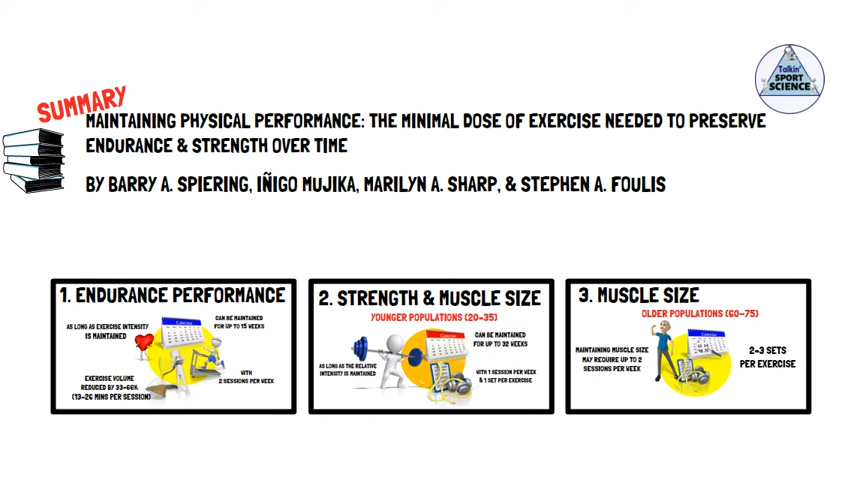 Talkin'
SPORT
SCIENCE
SUMMARY
MAINTAINING PHYSICAL PERFORMANCE: THE MINIMAL DOSE OF EXERCISE NEEDED TO PRESERVE
ENDURANCE & STRENGTH OVER TIME
BY BARRY A. SPIERING, IÑIGO MUJIKA, MARILYN A. SHARP, & STEPHEN A. FOULIS
1. ENDURANCE PERFORMANCE
AS LONG AS EXERCISE INTENSITY
IS MAINTAINED
Calendar
CAN BE MAINTAINED
FOR UP TO 15 WEEKS
EXERCISE VOLUME
REDUCED BY 33-66%
(13-26 MINS PER SESSION)
WITH
2 SESSIONS PER WEEK
2. STRENGTH & MUSCLE SIZE
YOUNGER POPULATIONS (20-35)
AS LONG AS THE RELATIVE
INTENSITY IS MAINTAINED
Calendar
CAN BE MAINTAINED
FOR UP TO 32 WEEKS
WITH 1 SESSION PER WEEK
& 1 SET PER EXERCISE
3. MUSCLE SIZE
OLDER POPULATIONS (60-75)
MAINTAINING MUSCLE SIZE
MAY REQUIRE UP TO 2
SESSIONS PER WEEK
Calendar
2-3 SETS
PER EXERCISE